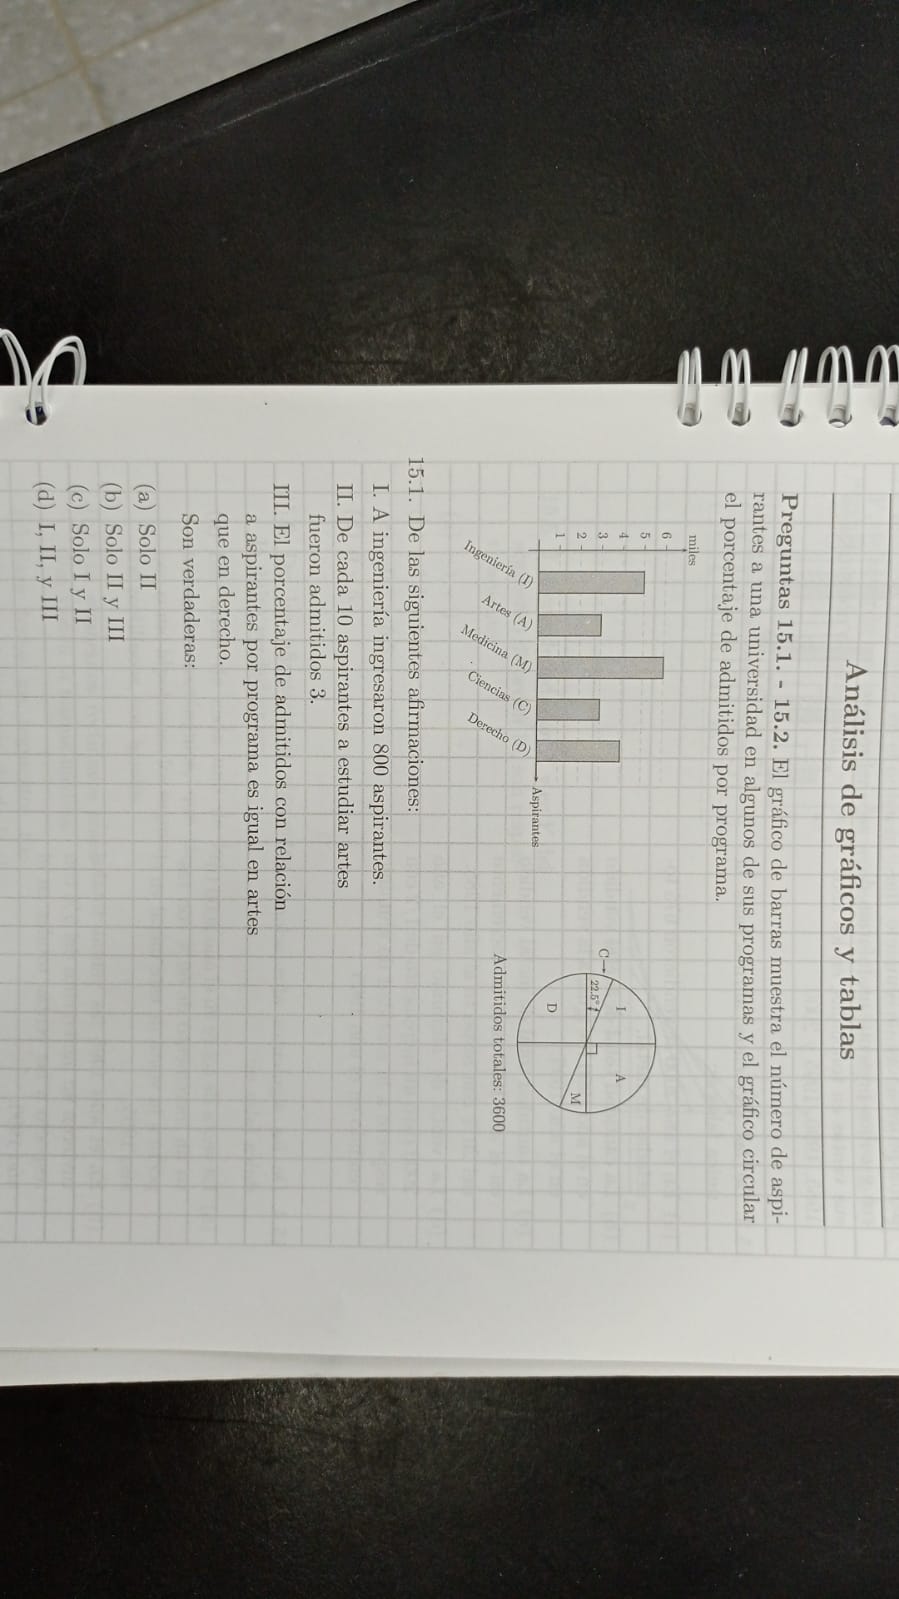 Análisis de gráficos y tablas
Preguntas 15.1. - 15.2. El gráfico de barras muestra el número de aspi-
rantes a una universidad en algunos de sus programas y el gráfico circular
el porcentaje de admitidos por programa.
miles
6
5
4
3
2
1
Aspirantes
Ingeniería (I)
Artes (A)
Medicina (M)
Ciencias (C)
Derecho (D)
I
A
C
22.5°
M
D
Admitidos totales: 3600
15.1. De las siguientes afirmaciones:
I. A ingeniería ingresaron 800 aspirantes.
II. De cada 10 aspirantes a estudiar artes
fueron admitidos 3.
III. El porcentaje de admitidos con relación
a aspirantes por programa es igual en artes
que en derecho.
Son verdaderas:
(a) Solo II
(b) Solo II y III
(c) Solo I y II
(d) I, II, y III